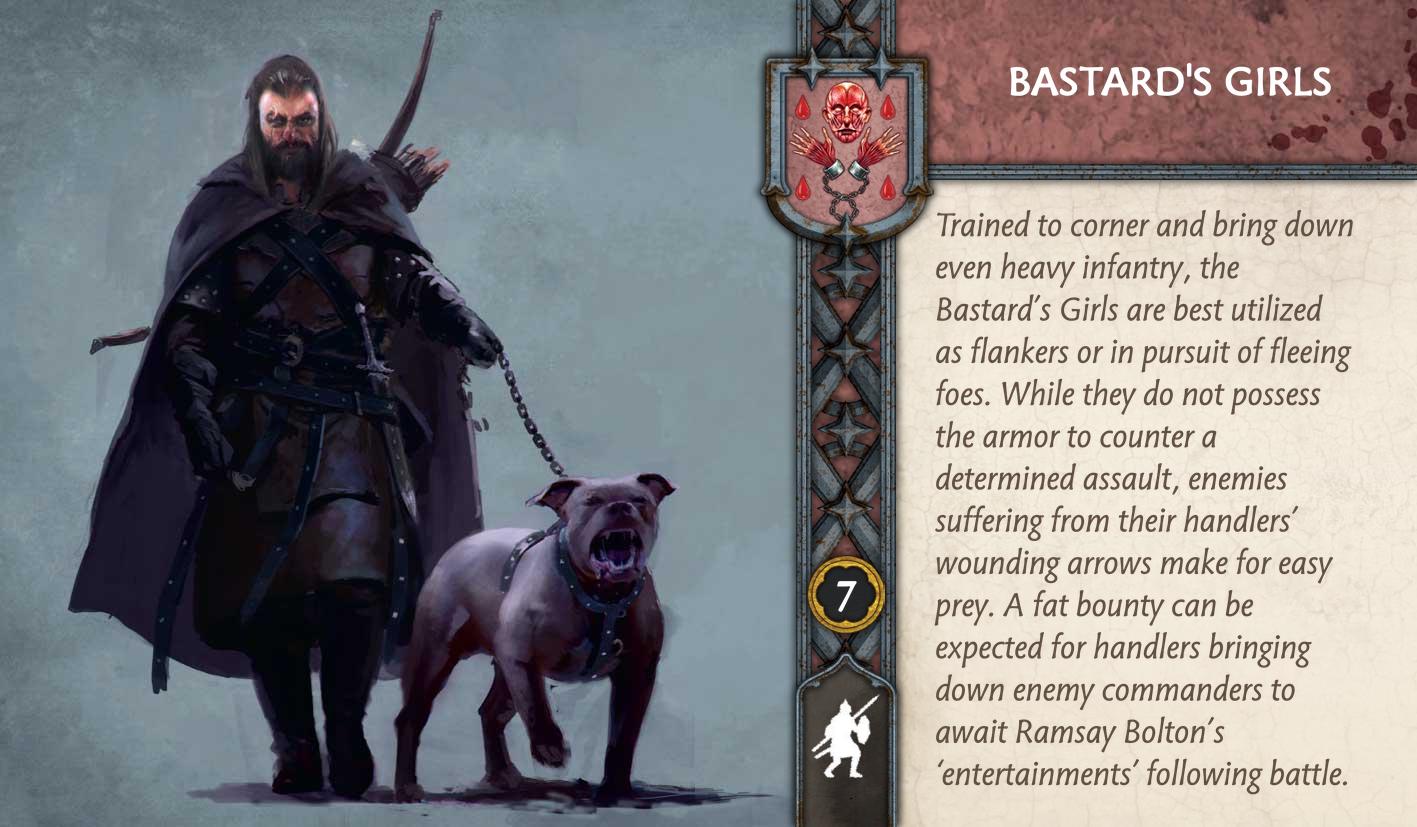 BASTARD'S GIRLS
Trained to corner and bring down
even heavy infantry, the
Bastard’s Girls are best utilized
as flankers or in pursuit of fleeing
foes. While they do not possess
the armor to counter a
determined assault, enemies
suffering from their handlers’
wounding arrows make for easy
prey. A fat bounty can be
expected for handlers bringing
down enemy commanders to
await Ramsay Bolton’s
‘entertainments’ following battle.
7